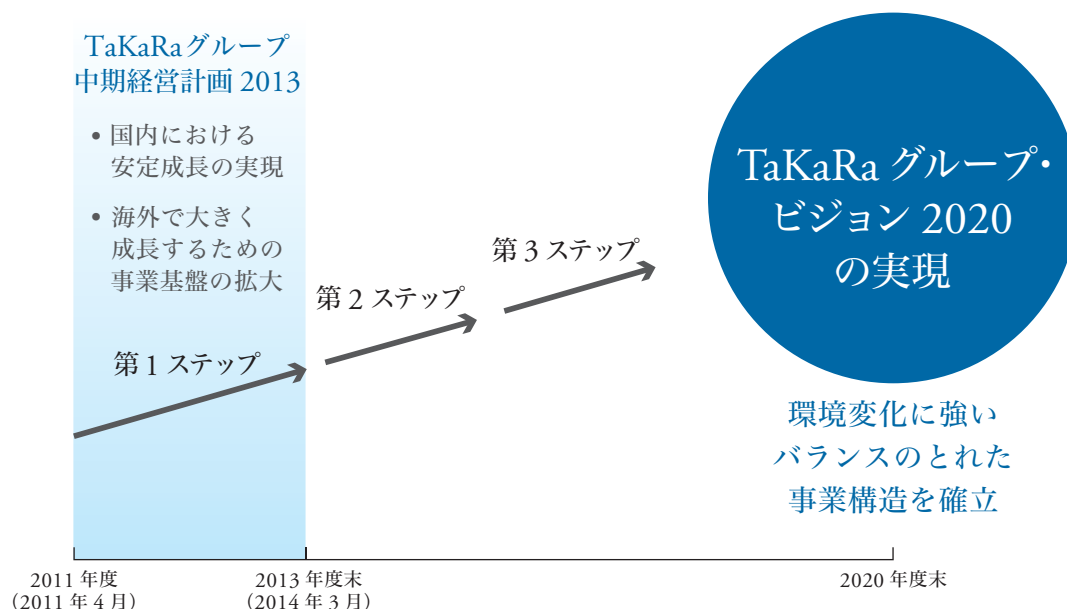 TaKaRaグループ
中期経営計画 2013
• 国内における
安定成長の実現
• 海外で大きく
成長するための
事業基盤の拡大
第 1 ステップ
第 2 ステップ
第 3 ステップ
TaKaRa グループ・
ビジョン 2020
の実現
環境変化に強い
バランスのとれた
事業構造を確立
2011 年度
(2011 年 4 月)
2013 年度末
(2014 年 3 月)
2020 年度末